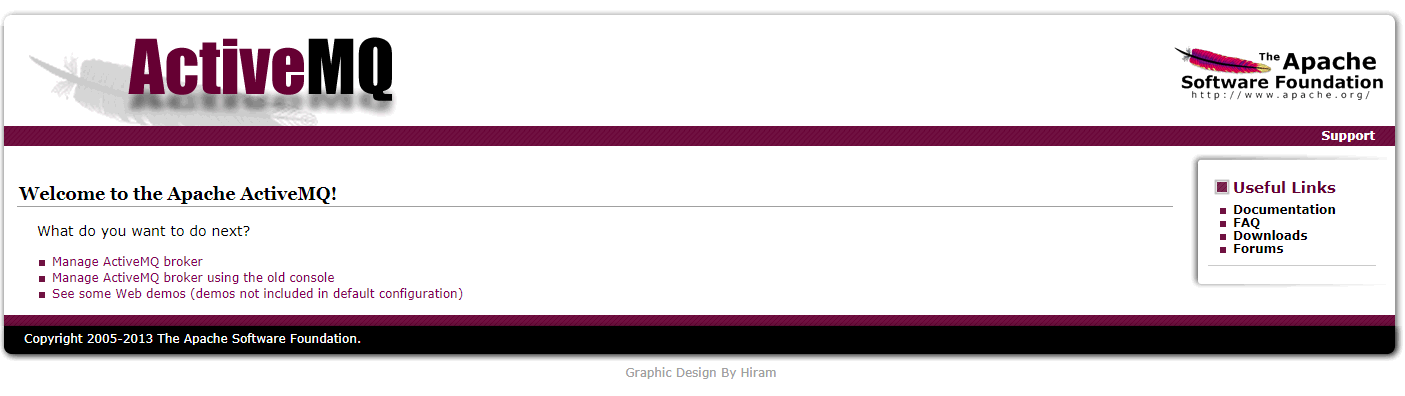 ActiveMQ
The Apache
Software Foundation
http://www.apache.org/
Support
Welcome to the Apache ActiveMQ!
What do you want to do next?
Manage ActiveMQ broker
Manage ActiveMQ broker using the old console
See some Web demos (demos not included in default configuration)
Useful Links
Documentation
FAQ
Downloads
Forums
Copyright 2005-2013 The Apache Software Foundation.
Graphic Design By Hiram